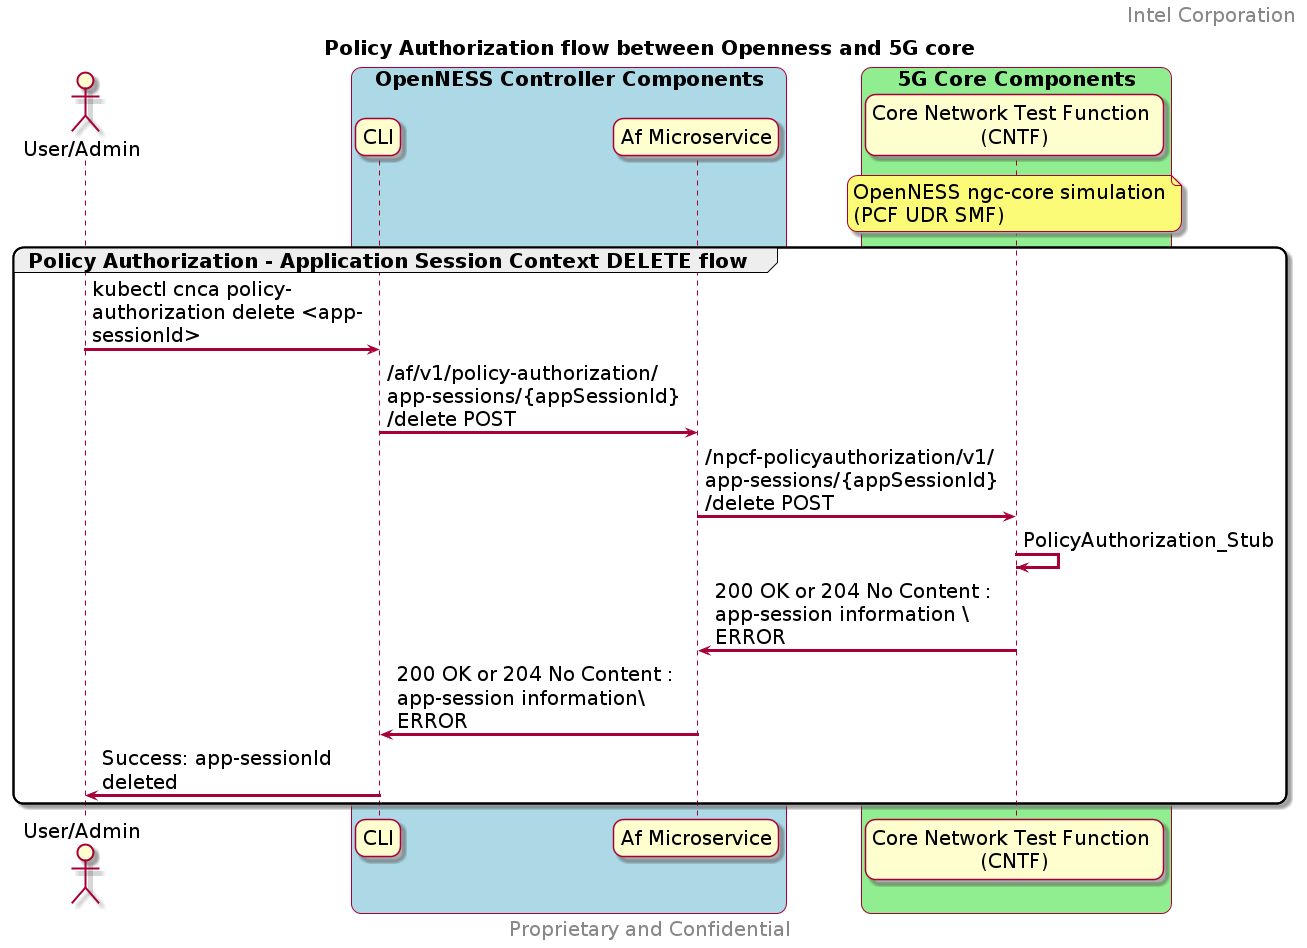 Intel Corporation
Policy Authorization flow between Openness and 5G core
OpenNESS Controller Components
5G Core Components
User/Admin
CLI
Af Microservice
Core Network Test Function
(CNTF)
OpenNESS ngc-core simulation
(PCF UDR SMF)
Policy Authorization - Application Session Context DELETE flow
kubectl cnca policy-
authorization delete <app-
sessionId>
/af/v1/policy-authorization/
app-sessions/{appSessionId}
/delete POST
/npcf-policyauthorization/v1/
app-sessions/{appSessionId}
/delete POST
PolicyAuthorization_Stub
200 OK or 204 No Content :
app-session information \
ERROR
200 OK or 204 No Content :
app-session information\
ERROR
Success: app-sessionId
deleted
User/Admin
CLI
Af Microservice
Core Network Test Function
(CNTF)
Proprietary and Confidential